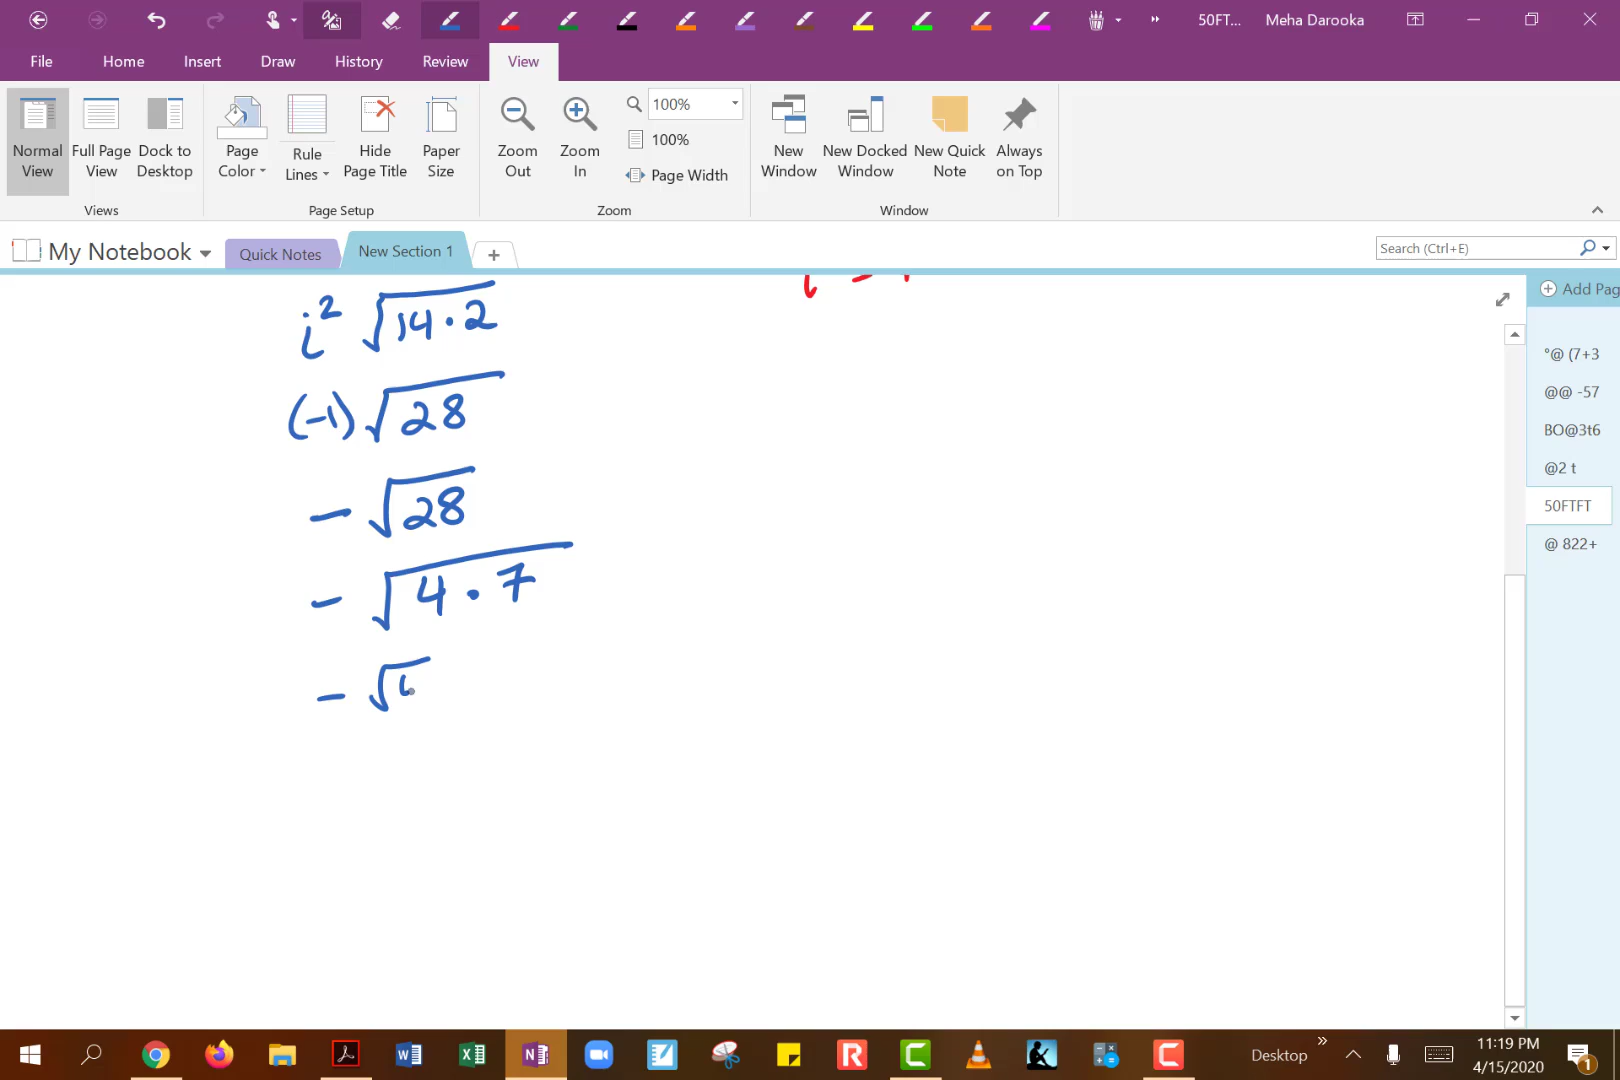 50FT... Meha Darooka
File Home Insert Draw History Review View
100%
100%
Page Width
Normal View
Full Page View
Dock to Desktop
Page Color
Rule Lines
Hide Page Title
Paper Size
Zoom Out
Zoom In
New Window
New Docked Window
New Quick Note
Always on Top
Views Page Setup Zoom Window
My Notebook Quick Notes New Section 1 + Search (Ctrl+E)
Add Pag
i² √14·2
(-1) √28
- √28
- √4·7
- √
°@ (7+3
@@ -57
BO@3t6
@2 t
50FTFT
@ 822+
Desktop
11:19 PM
4/15/2020
1